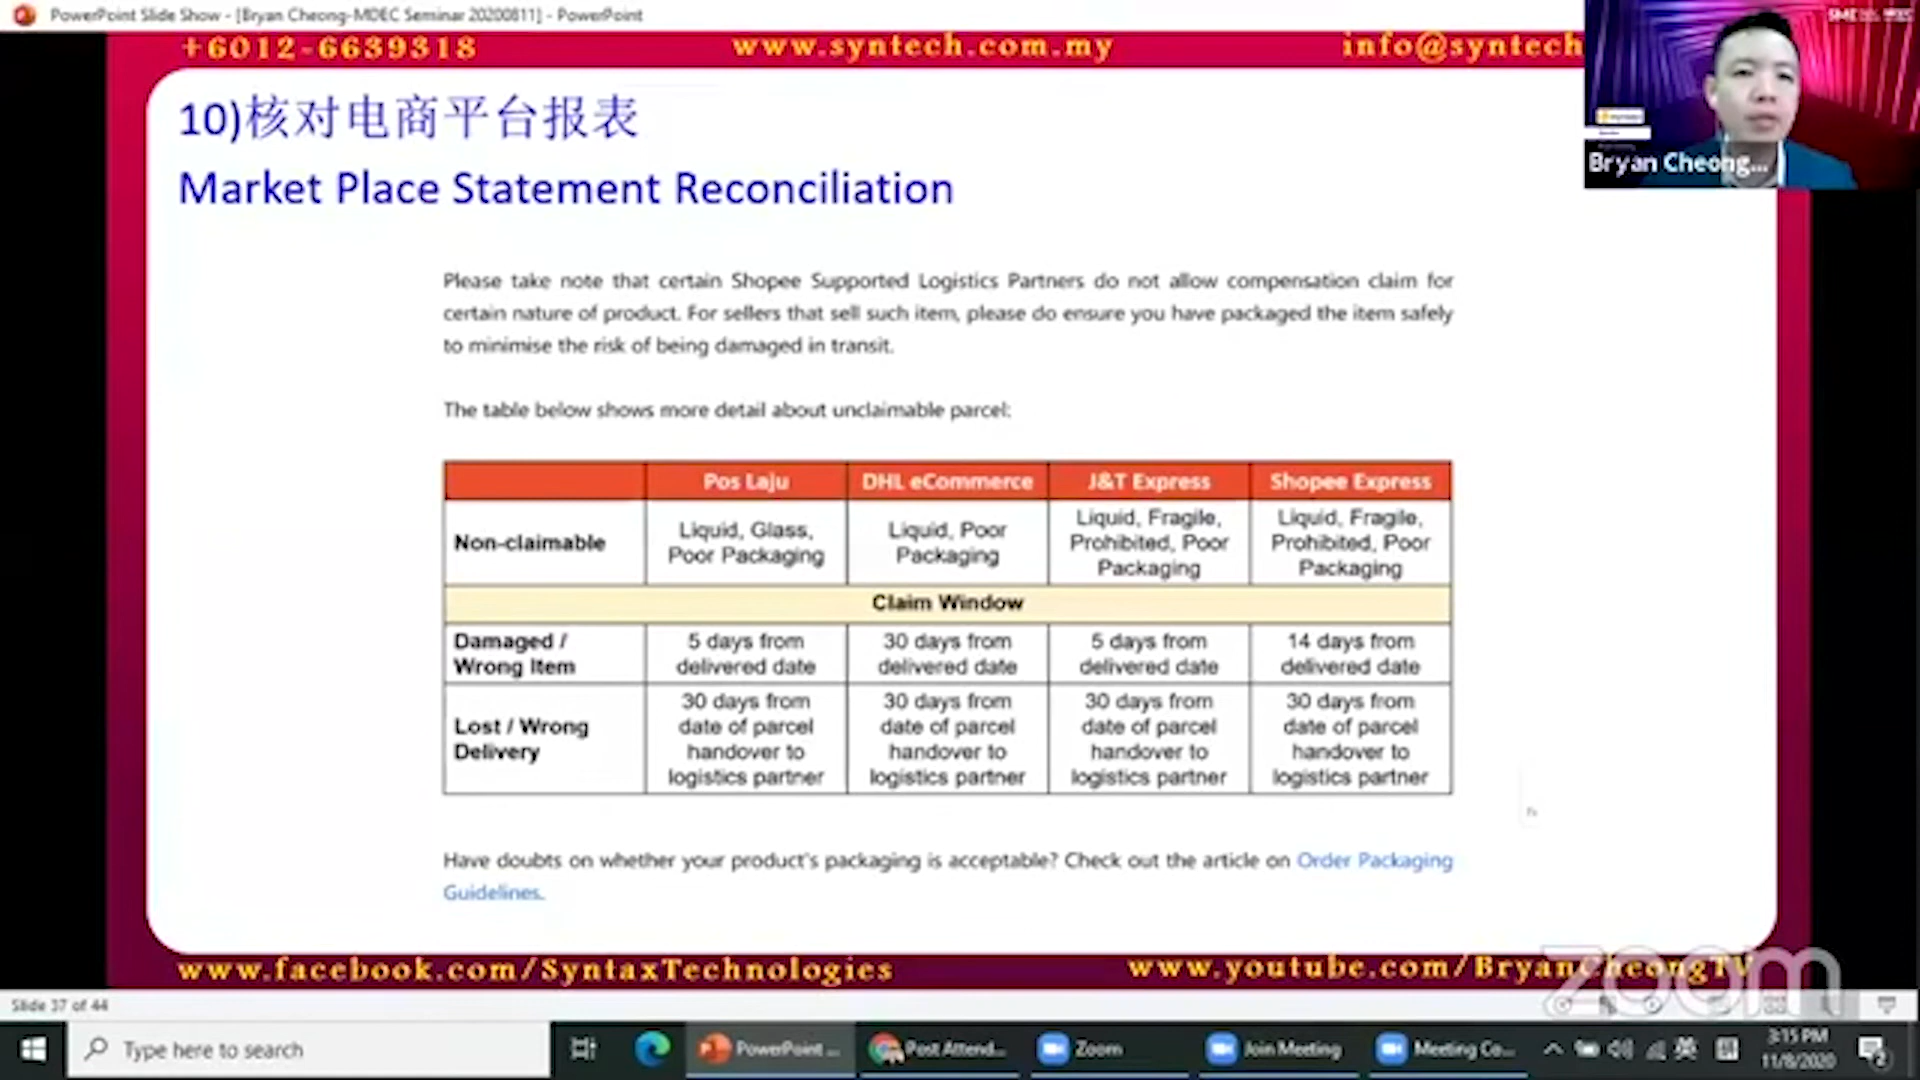 PowerPoint Slide Show - [Bryan Cheong-MDEC Seminar 20200811] - PowerPoint
+6012-6639318
www.syntech.com.my
info@syntech
Bryan Cheong...
10)核对电商平台报表
Market Place Statement Reconciliation
Please take note that certain Shopee Supported Logistics Partners do not allow compensation claim for
certain nature of product. For sellers that sell such item, please do ensure you have packaged the item safely
to minimise the risk of being damaged in transit.
The table below shows more detail about unclaimable parcel:
Pos Laju DHL eCommerce J&T Express Shopee Express
Non-claimable
Liquid, Glass,
Poor Packaging
Liquid, Poor
Packaging
Liquid, Fragile,
Prohibited, Poor
Packaging
Liquid, Fragile,
Prohibited, Poor
Packaging
Claim Window
Damaged /
Wrong Item
5 days from
delivered date
30 days from
delivered date
5 days from
delivered date
14 days from
delivered date
Lost / Wrong
Delivery
30 days from
date of parcel
handover to
logistics partner
30 days from
date of parcel
handover to
logistics partner
30 days from
date of parcel
handover to
logistics partner
30 days from
date of parcel
handover to
logistics partner
Have doubts on whether your product's packaging is acceptable? Check out the article on Order Packaging
Guidelines.
www.facebook.com/SyntaxTechnologies
www.youtube.com/BryanCheongTV
zoom
Slide 37 of 44
Type here to search
PowerPoint ...
Post Attend...
Zoom
Join Meeting
Meeting Co...
英
3:15 PM
11/8/2020